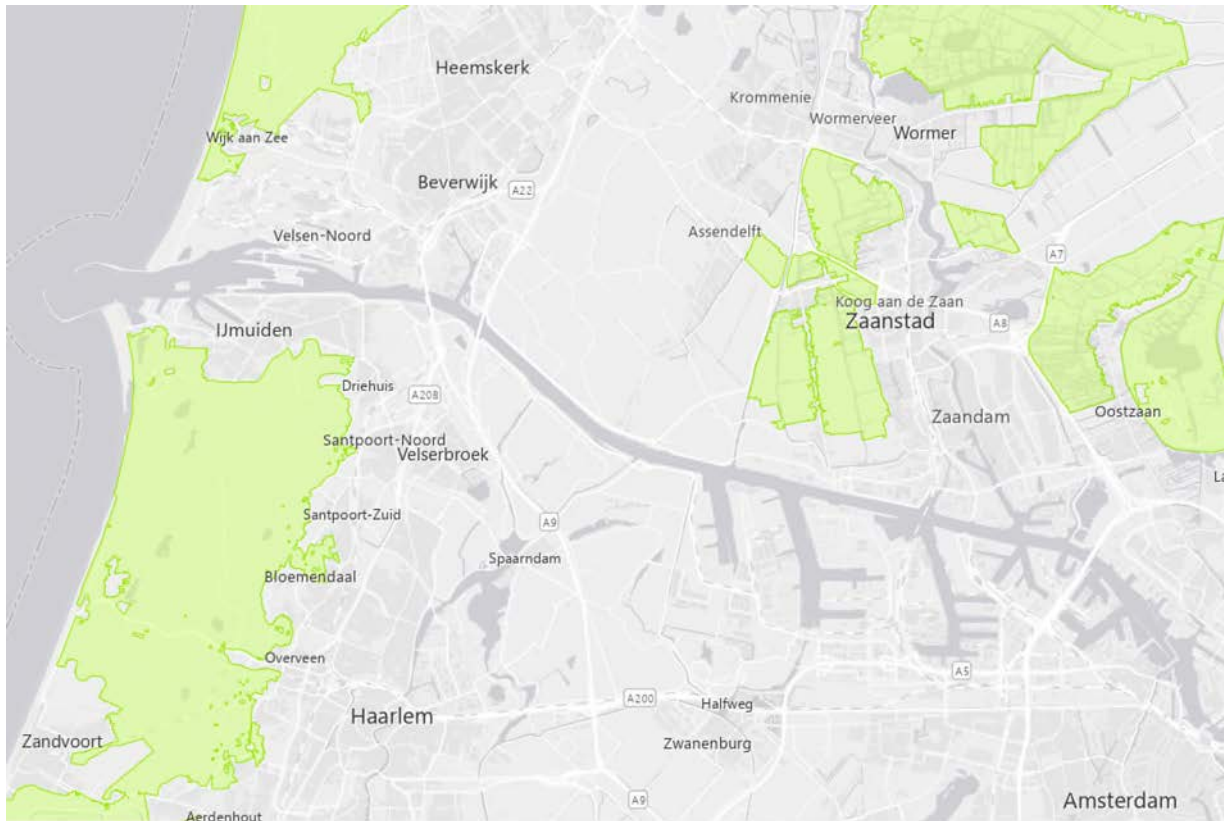 Heemskerk
Krommenie
Wormerveer
Wormer
Wijk aan Zee
Beverwijk
A22
Velsen-Noord
Assendelft
A7
Koog aan de Zaan
Zaanstad
A8
IJmuiden
Driehuis
A208
Oostzaan
Zaandam
Santpoort-Noord
Velserbroek
La
Santpoort-Zuid
A9
Spaarndam
Bloemendaal
Overveen
A5
A200
Halfweg
Haarlem
Zandvoort
Zwanenburg
A9
Amsterdam
Aerdenhout